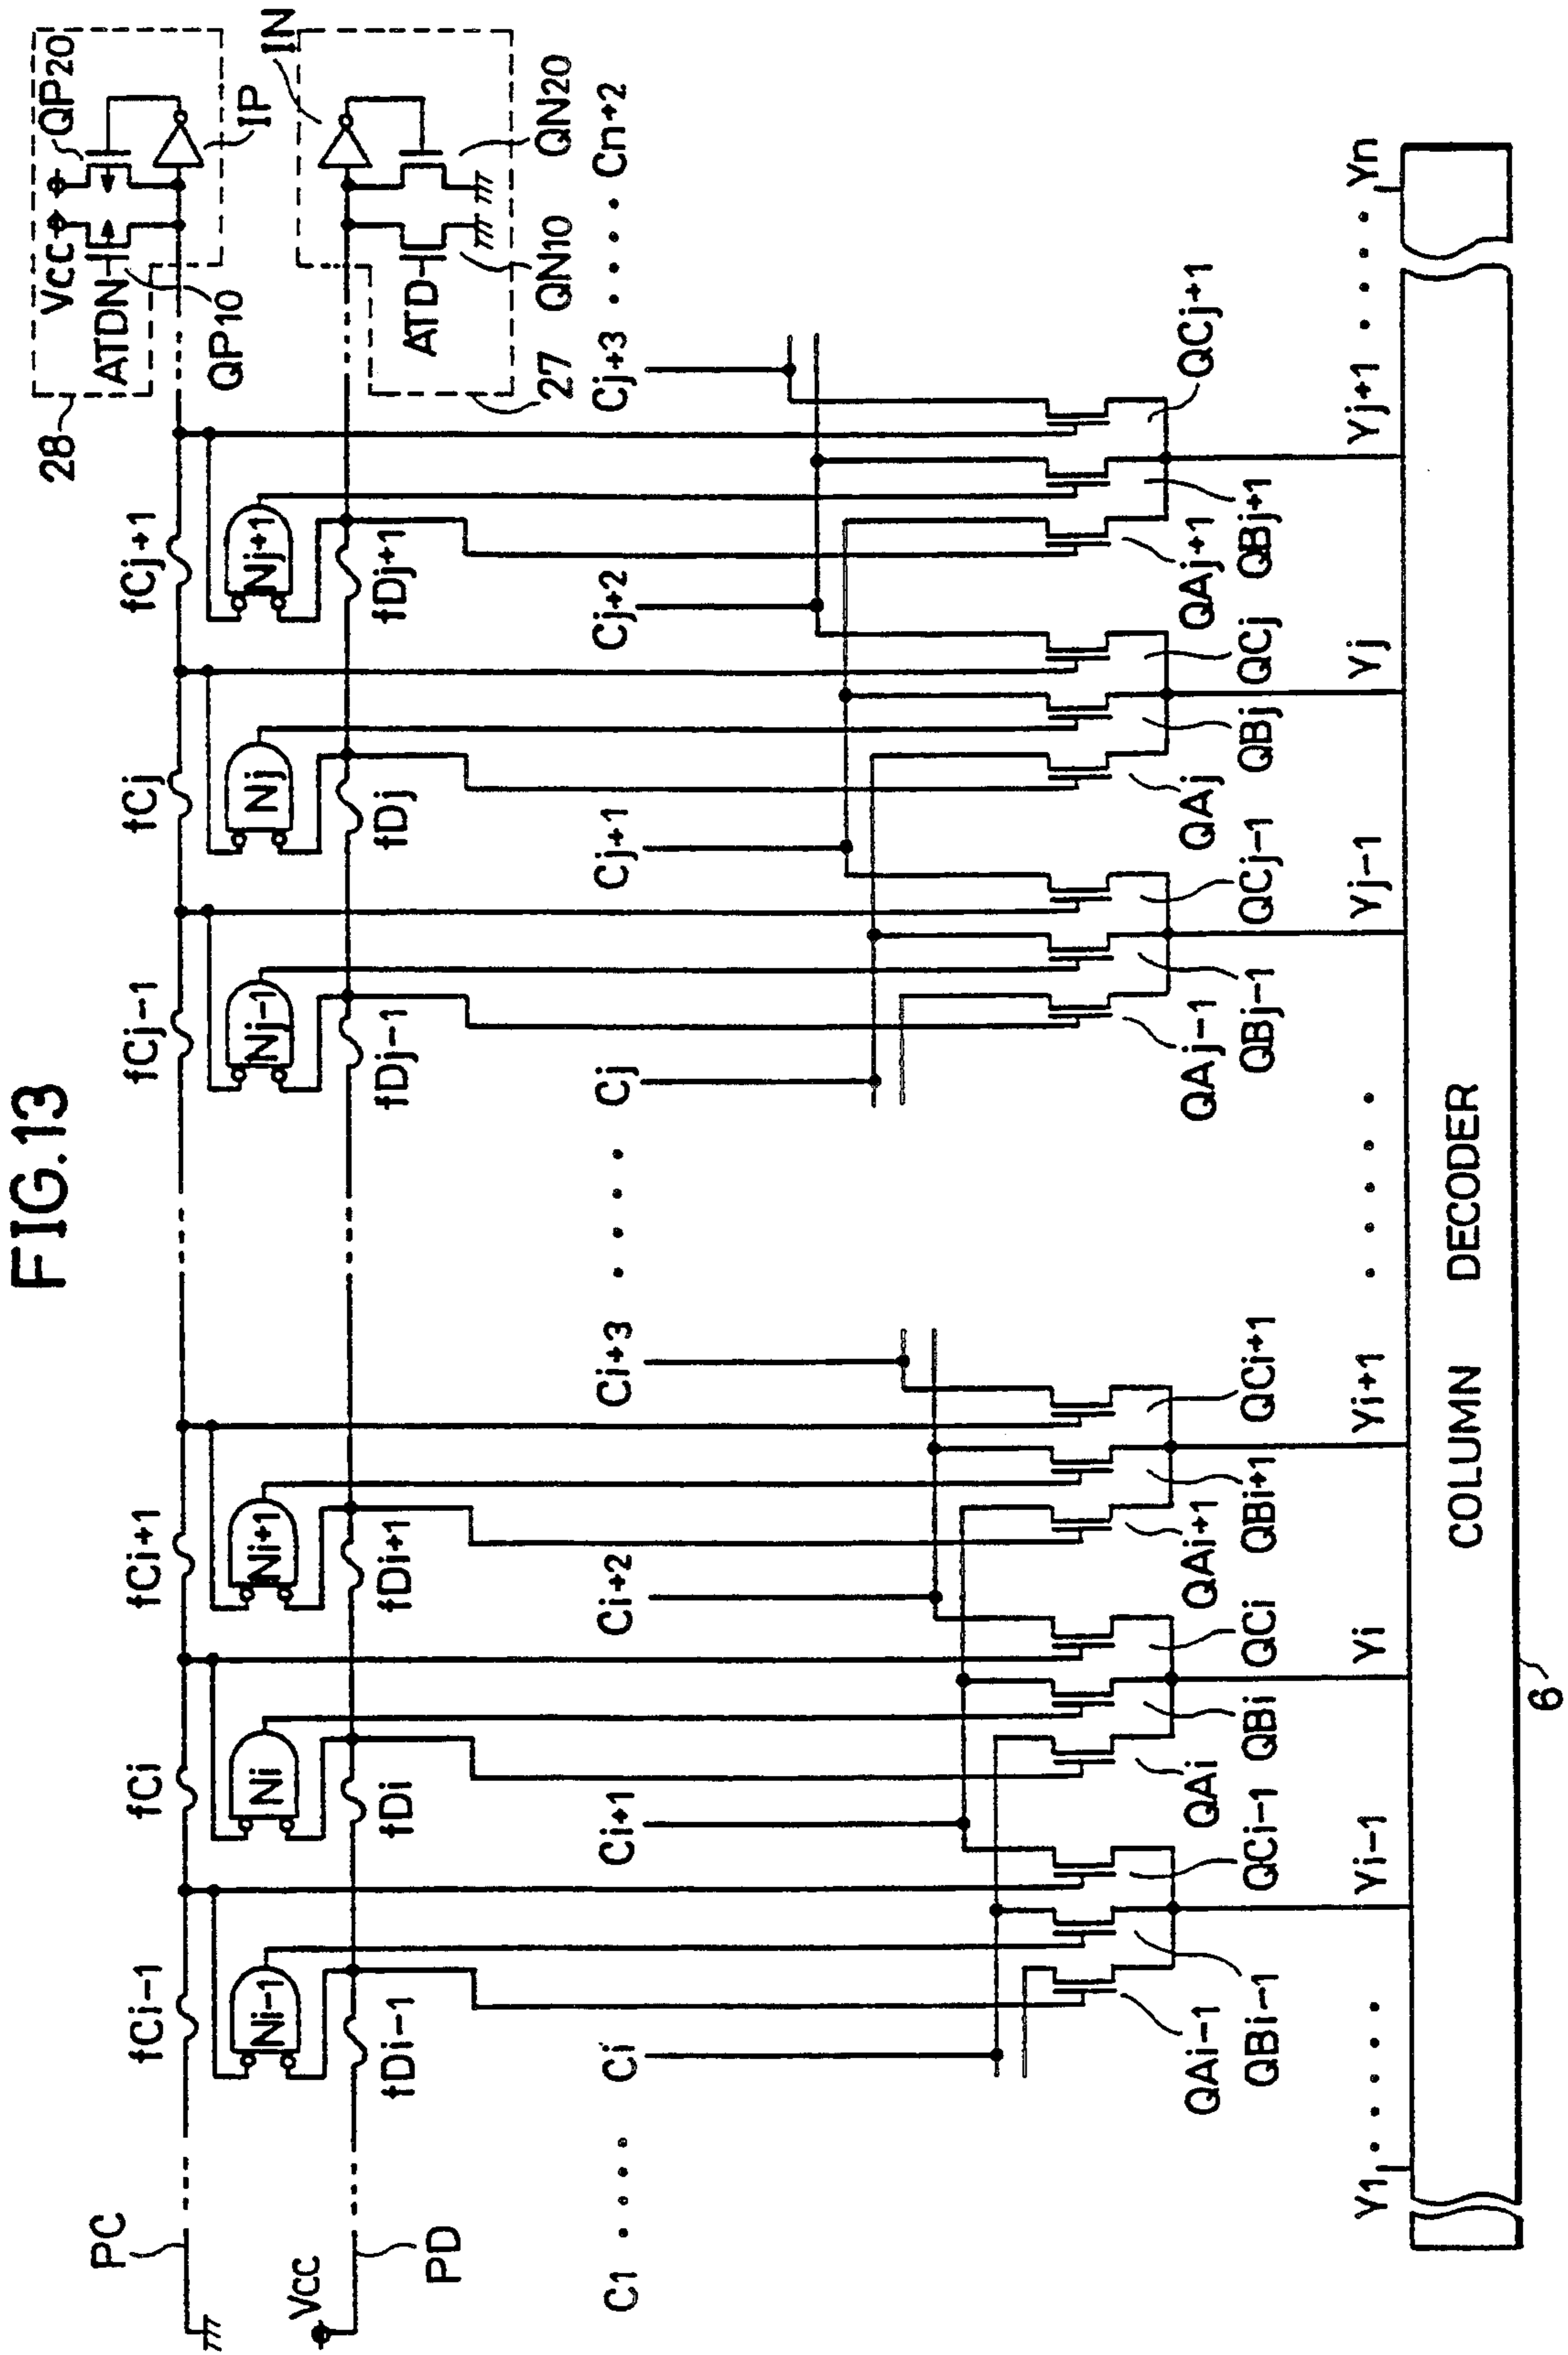 FIG.13
PC
fCi-1
fCi
fCi+1
fCj-1
fCj
fCj+1
28
Vcc
QP20
ATDN
QP10
IP
IN
Ni-1
Ni
Ni+1
Nj-1
Nj
Nj+1
Vcc
PD
fDi-1
fDi
fDi+1
fDj-1
fDj
fDj+1
ATD
27
QN10
QN20
C1 . . . . Ci
Ci+1
Ci+2
Ci+3 . . . . Cj
Cj+1
Cj+2
Cj+3 . . . . Cn+2
QAi-1
QBi-1
QCi-1
QAi
QBi
QCi
QAi+1
QBi+1
QCi+1
QAj-1
QBj-1
QCj-1
QAj
QBj
QCj
QAj+1
QBj+1
QCj+1
Y1 . . . . . Yi-1
Yi
Yi+1 . . . . . Yj-1
Yj
Yj+1 . . . . Yn
COLUMN DECODER
6